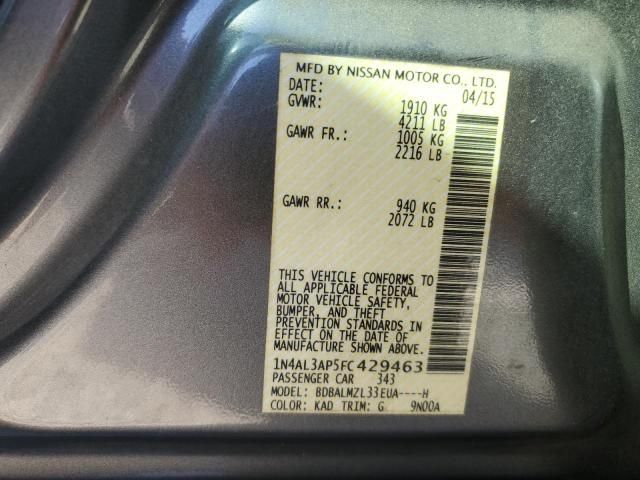 MFD BY NISSAN MOTOR CO., LTD.
DATE: 04/15
GVWR: 1910 KG
4211 LB
GAWR FR.: 1005 KG
2216 LB
GAWR RR.: 940 KG
2072 LB
THIS VEHICLE CONFORMS TO
ALL APPLICABLE FEDERAL
MOTOR VEHICLE SAFETY,
BUMPER, AND THEFT
PREVENTION STANDARDS IN
EFFECT ON THE DATE OF
MANUFACTURE SHOWN ABOVE.
1N4AL3AP5FC429463
PASSENGER CAR 343
MODEL: BDBALMZL33EUA----H
COLOR: KAD TRIM: G 9N00A